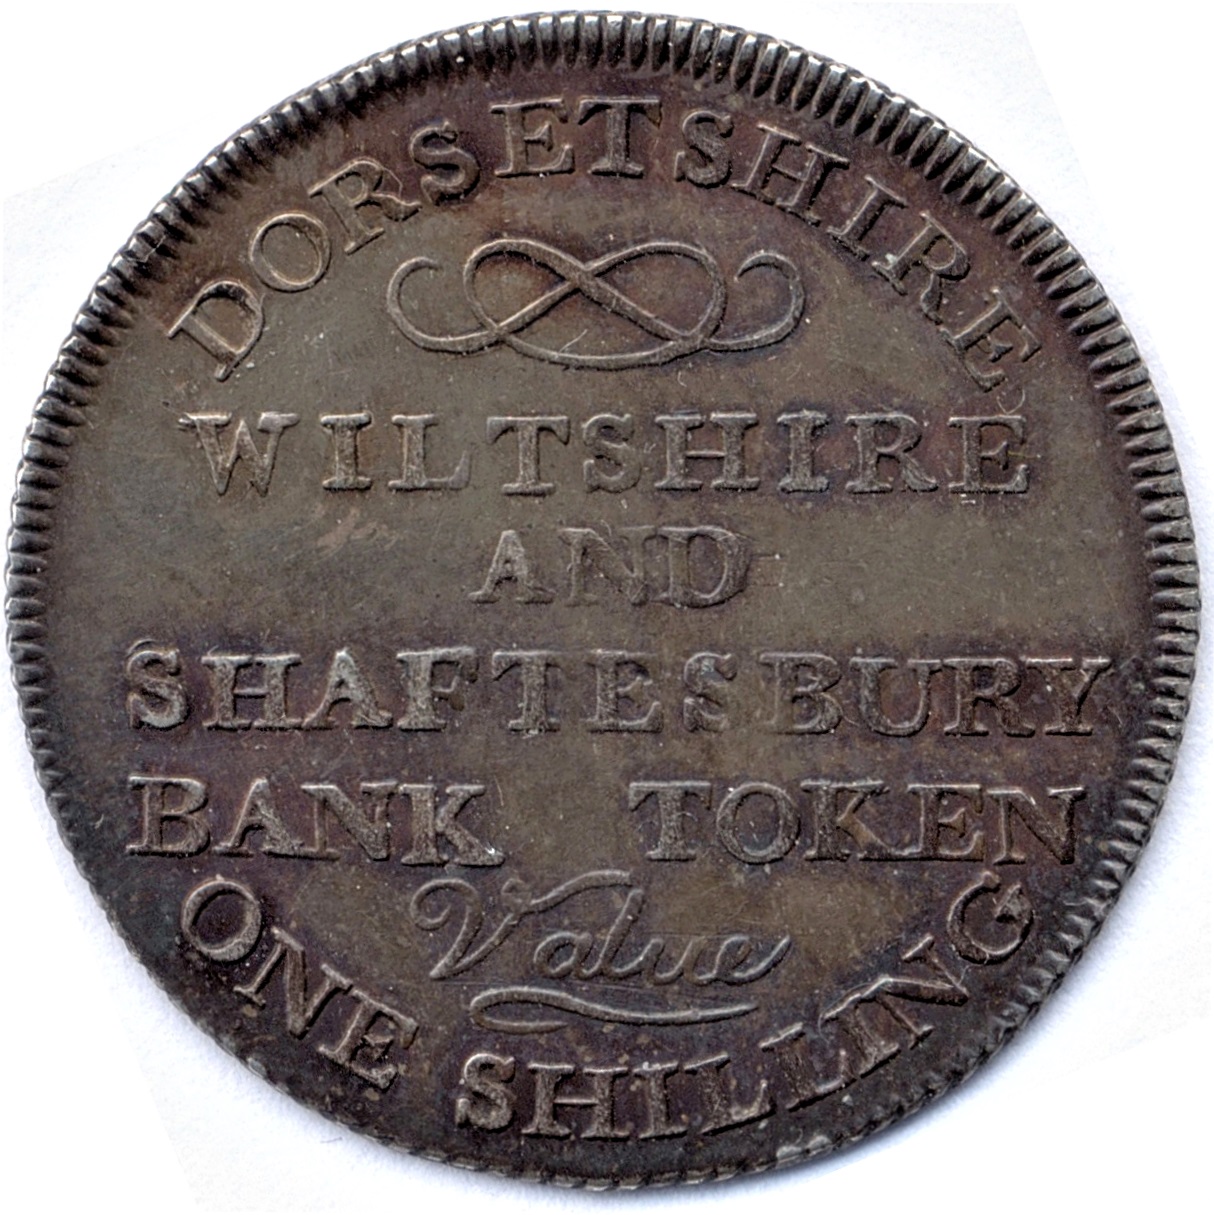 DORSETSHIRE
WILTSHIRE
AND
SHAFTESBURY
BANK TOKEN
Value
ONE SHILLING